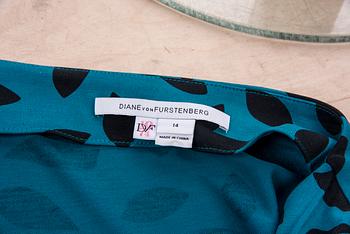 DIANE VON FURSTENBERG
DVF
14
MADE IN CHINA